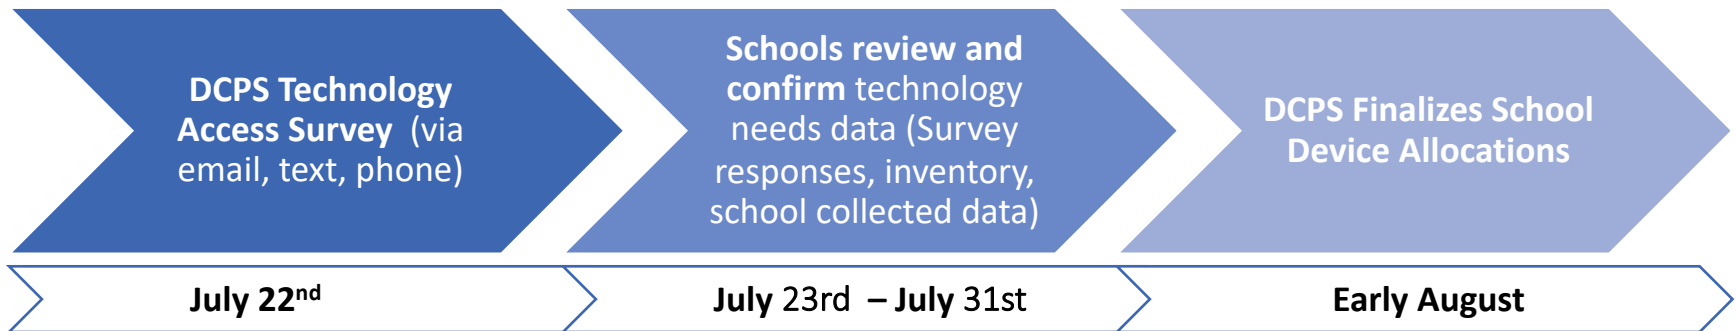 DCPS Technology
Access Survey (via
email, text, phone)
Schools review and
confirm technology
needs data (Survey
responses, inventory,
school collected data)
DCPS Finalizes School
Device Allocations
July 22nd
July 23rd – July 31st
Early August